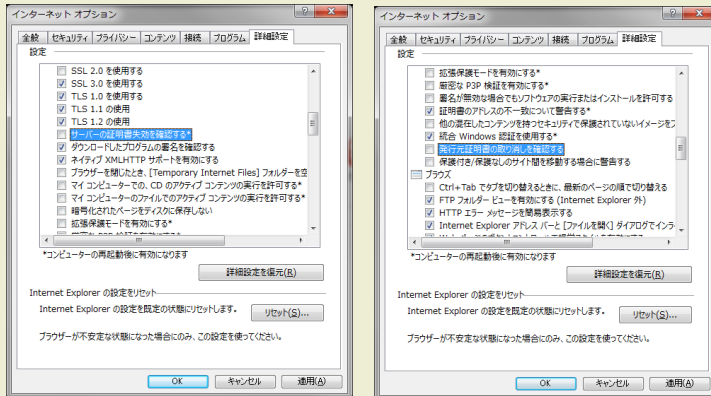 インターネット オプション
全般 セキュリティ プライバシー コンテンツ 接続 プログラム 詳細設定
設定
SSL 2.0 を使用する
SSL 3.0 を使用する
TLS 1.0 を使用する
TLS 1.1 の使用
TLS 1.2 の使用
サーバーの証明書失効を確認する*
ダウンロードしたプログラムの署名を確認する
ネイティブ XMLHTTP サポートを有効にする
ブラウザーを閉じたとき、[Temporary Internet Files] フォルダーを空
マイ コンピューターでの、CD のアクティブ コンテンツの実行を許可する*
マイ コンピューターのファイルでのアクティブ コンテンツの実行を許可する*
暗号化されたページをディスクに保存しない
拡張保護モードを有効にする*
*コンピューターの再起動後に有効になります
詳細設定を復元(R)
Internet Explorer の設定をリセット
Internet Explorer の設定を既定の状態にリセットします。
リセット(S)...
ブラウザーが不安定な状態になった場合にのみ、この設定を使ってください。
OK キャンセル 適用(A)
インターネット オプション
全般 セキュリティ プライバシー コンテンツ 接続 プログラム 詳細設定
設定
拡張保護モードを有効にする*
厳密な P3P 検証を有効にする*
署名が無効な場合でもソフトウェアの実行またはインストールを許可する
証明書のアドレスの不一致について警告する*
他の混在したコンテンツを持つセキュリティで保護されていないイメージをブ
統合 Windows 認証を使用する*
発行元証明書の取り消しを確認する
保護付き/保護なしのサイト間を移動する場合に警告する
ブラウズ
Ctrl+Tab でタブを切り替えるときに、最新のページの順で切り替える
FTP フォルダー ビューを有効にする (Internet Explorer 外)
HTTP エラー メッセージを簡易表示する
Internet Explorer アドレス バーと [ファイルを開く] ダイアログでインラ
*コンピューターの再起動後に有効になります
詳細設定を復元(R)
Internet Explorer の設定をリセット
Internet Explorer の設定を既定の状態にリセットします。
リセット(S)...
ブラウザーが不安定な状態になった場合にのみ、この設定を使ってください。
OK キャンセル 適用(A)